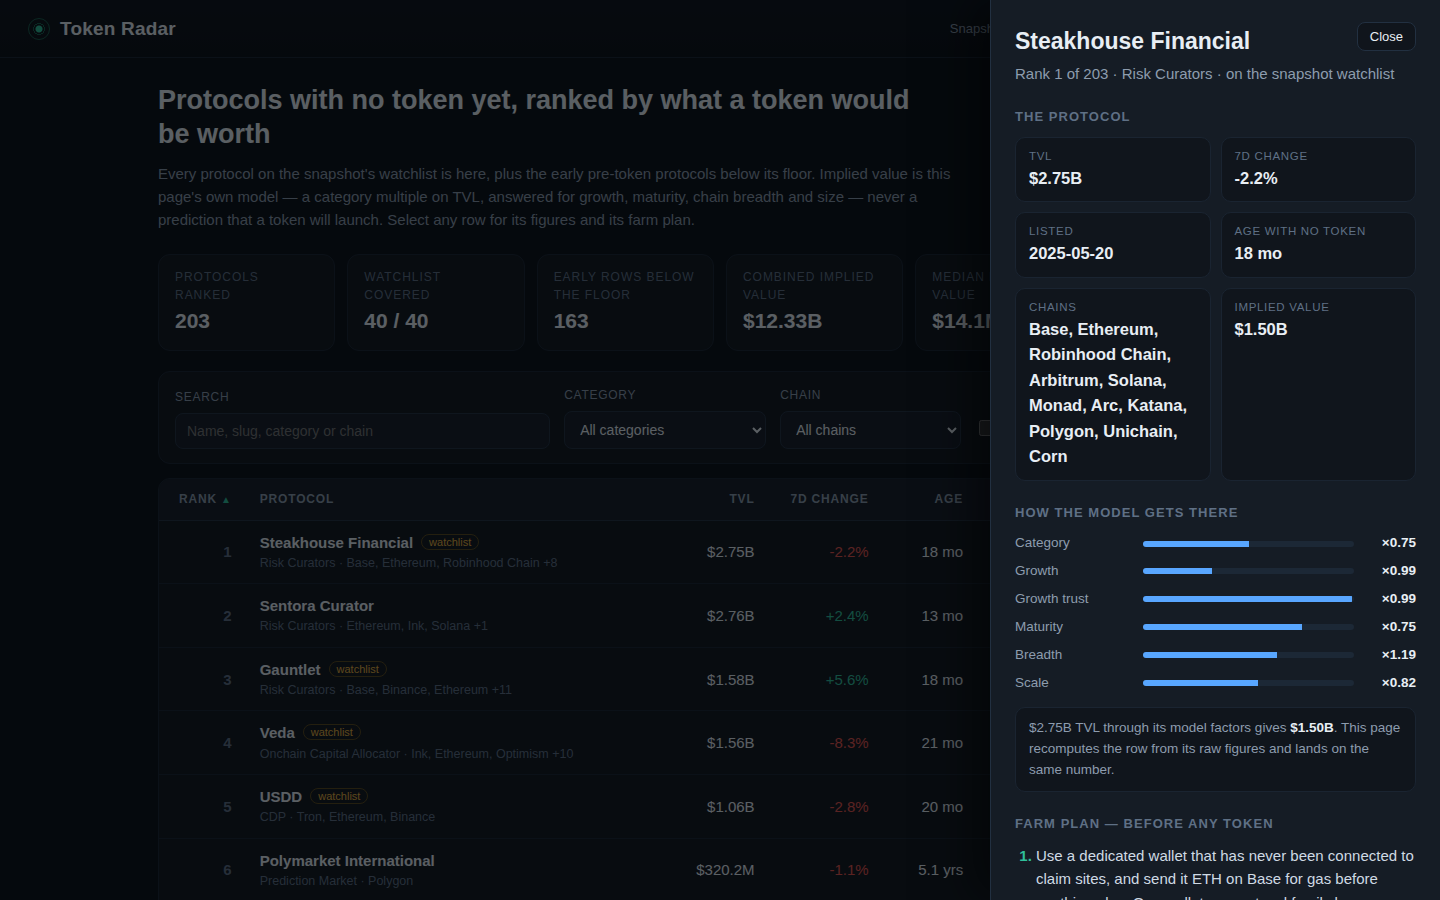 Token Radar
Protocols with no token yet, ranked by what a token would
be worth
Every protocol on the snapshot's watchlist is here, plus the early pre-token protocols below its floor. Implied value is this
page's own model — a category multiple on TVL, answered for growth, maturity, chain breadth and size — never a
prediction that a token will launch. Select any row for its figures and its farm plan.
PROTOCOLS
RANKED
203
WATCHLIST
COVERED
40 / 40
EARLY ROWS BELOW
THE FLOOR
163
COMBINED IMPLIED
VALUE
$12.33B
MEDIAN
VALUE
SEARCH
Name, slug, category or chain
CATEGORY
All categories
CHAIN
All chains
RANK ▲ PROTOCOL TVL 7D CHANGE AGE
1 Steakhouse Financial watchlist $2.75B -2.2% 18 mo
Risk Curators · Base, Ethereum, Robinhood Chain +8
2 Sentora Curator $2.76B +2.4% 13 mo
Risk Curators · Ethereum, Ink, Solana +1
3 Gauntlet watchlist $1.58B +5.6% 18 mo
Risk Curators · Base, Binance, Ethereum +11
4 Veda watchlist $1.56B -8.3% 21 mo
Onchain Capital Allocator · Ink, Ethereum, Optimism +10
5 USDD watchlist $1.06B -2.8% 20 mo
CDP · Tron, Ethereum, Binance
6 Polymarket International $320.2M -1.1% 5.1 yrs
Prediction Market · Polygon
Steakhouse Financial
Close
Rank 1 of 203 · Risk Curators · on the snapshot watchlist
THE PROTOCOL
TVL
$2.75B
7D CHANGE
-2.2%
LISTED
2025-05-20
AGE WITH NO TOKEN
18 mo
CHAINS
Base, Ethereum,
Robinhood Chain,
Arbitrum, Solana,
Monad, Arc, Katana,
Polygon, Unichain,
Corn
IMPLIED VALUE
$1.50B
HOW THE MODEL GETS THERE
Category ×0.75
Growth ×0.99
Growth trust ×0.99
Maturity ×0.75
Breadth ×1.19
Scale ×0.82
$2.75B TVL through its model factors gives $1.50B. This page
recomputes the row from its raw figures and lands on the
same number.
FARM PLAN — BEFORE ANY TOKEN
1. Use a dedicated wallet that has never been connected to
claim sites, and send it ETH on Base for gas before